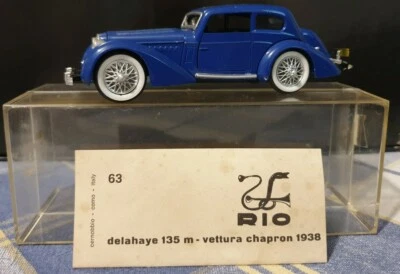 63
cernobbio - como - italy
RIO
delahaye 135 m - vettura chapron 1938